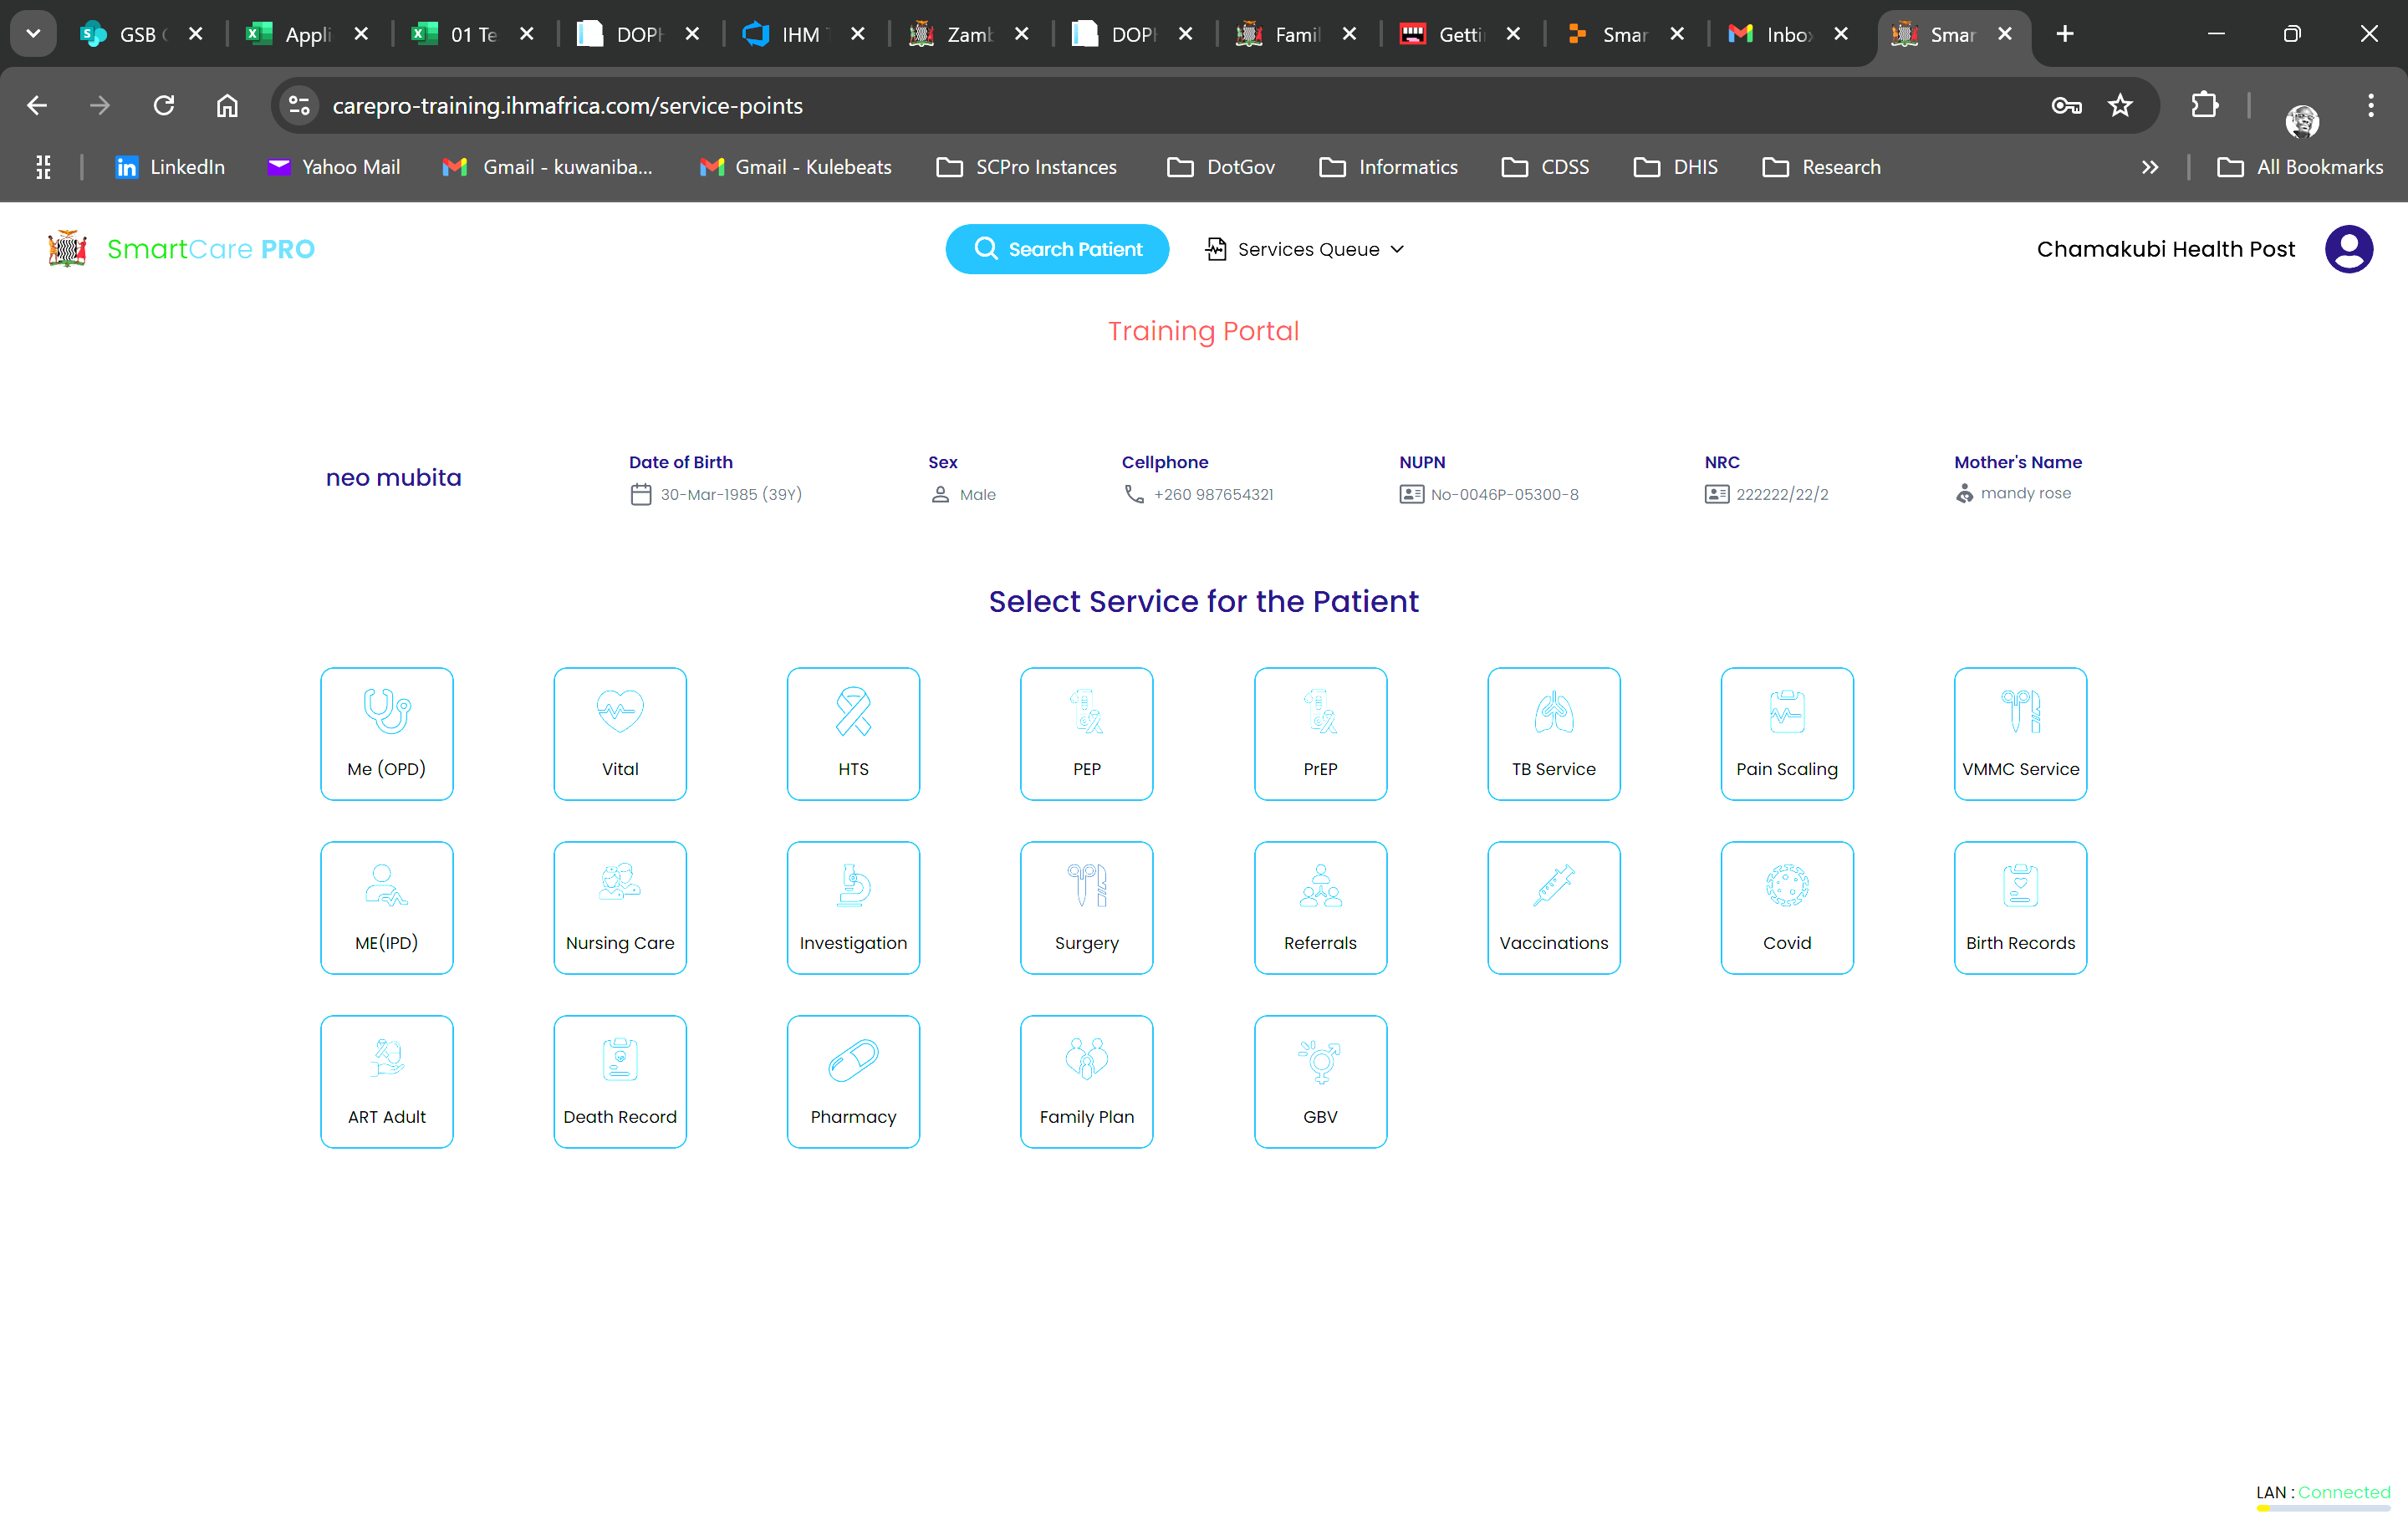 GSB
Appli
01 Te
DOPH
IHM T
Zamb
DOPH
Famil
Getti
Smar
Inbox
Smar
carepro-training.ihmafrica.com/service-points
LinkedIn
Yahoo Mail
Gmail - kuwaniba...
Gmail - Kulebeats
SCPro Instances
DotGov
Informatics
CDSS
DHIS
Research
All Bookmarks
SmartCare PRO
Search Patient
Services Queue
Chamakubi Health Post
Training Portal
neo mubita
Date of Birth
30-Mar-1985 (39Y)
Sex
Male
Cellphone
+260 987654321
NUPN
No-0046P-05300-8
NRC
222222/22/2
Mother's Name
mandy rose
Select Service for the Patient
Me (OPD)
Vital
HTS
PEP
PrEP
TB Service
Pain Scaling
VMMC Service
ME(IPD)
Nursing Care
Investigation
Surgery
Referrals
Vaccinations
Covid
Birth Records
ART Adult
Death Record
Pharmacy
Family Plan
GBV
LAN : Connected